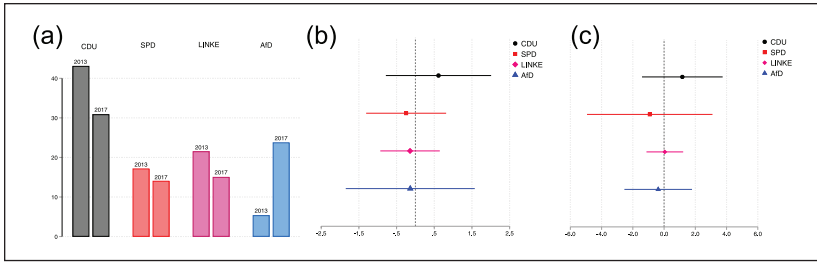 (a)
CDU
SPD
LINKE
AfD
2013
2017
2013
2017
2013
2017
2013
2017
40
30
20
10
0
(b)
CDU
SPD
LINKE
AfD
-2.5
-1.5
-.5
.5
1.5
2.5
(c)
CDU
SPD
LINKE
AfD
-6.0
-4.0
-2.0
0.0
2.0
4.0
6.0